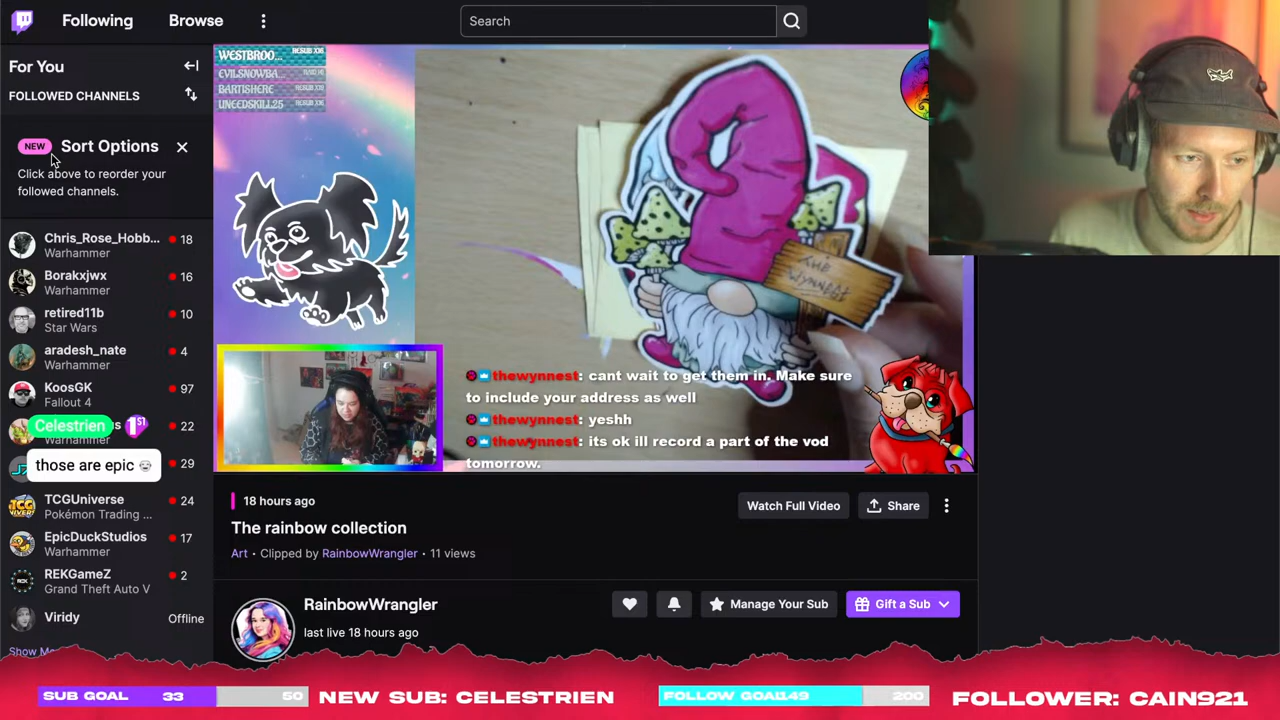 Following
Browse
Search
For You
FOLLOWED CHANNELS
NEW
Sort Options
Click above to reorder your
followed channels.
Chris_Rose_Hobb...
18
Warhammer
Borakxjwx
16
Warhammer
retired11b
10
Star Wars
aradesh_nate
4
Warhammer
KoosGK
97
Fallout 4
Celestrien
1ST
22
Warhammer
those are epic
29
TCGUniverse
24
Pokémon Trading ...
EpicDuckStudios
17
Warhammer
REKGameZ
2
Grand Theft Auto V
Viridy
Offline
WESTBROO...
EVILSNOWBA...
BARTISHERE
UNEEDSKILL25
THE
WYNNEST
thewynnest: cant wait to get them in. Make sure
to include your address as well
thewynnest: yeshh
thewynnest: its ok ill record a part of the vod
tomorrow.
18 hours ago
Watch Full Video
Share
The rainbow collection
Art • Clipped by RainbowWrangler • 11 views
RainbowWrangler
last live 18 hours ago
Manage Your Sub
Gift a Sub
SUB GOAL
33
50
NEW SUB: CELESTRIEN
FOLLOW GOAL
149
200
FOLLOWER: CAIN921